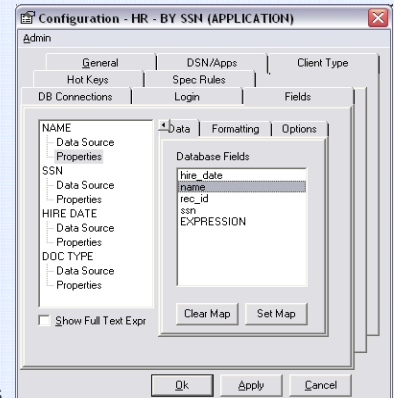 Configuration - HR - BY SSN (APPLICATION)
Admin
General DSN/Apps Client Type
Hot Keys Spec Rules
DB Connections Login Fields
NAME
Data Source
Properties
SSN
Data Source
Properties
HIRE DATE
Data Source
Properties
DOC TYPE
Data Source
Properties
Show Full Text Expr
Data Formatting Options
Database Fields
hire_date
name
rec_id
ssn
EXPRESSION
Clear Map Set Map
Ok Apply Cancel